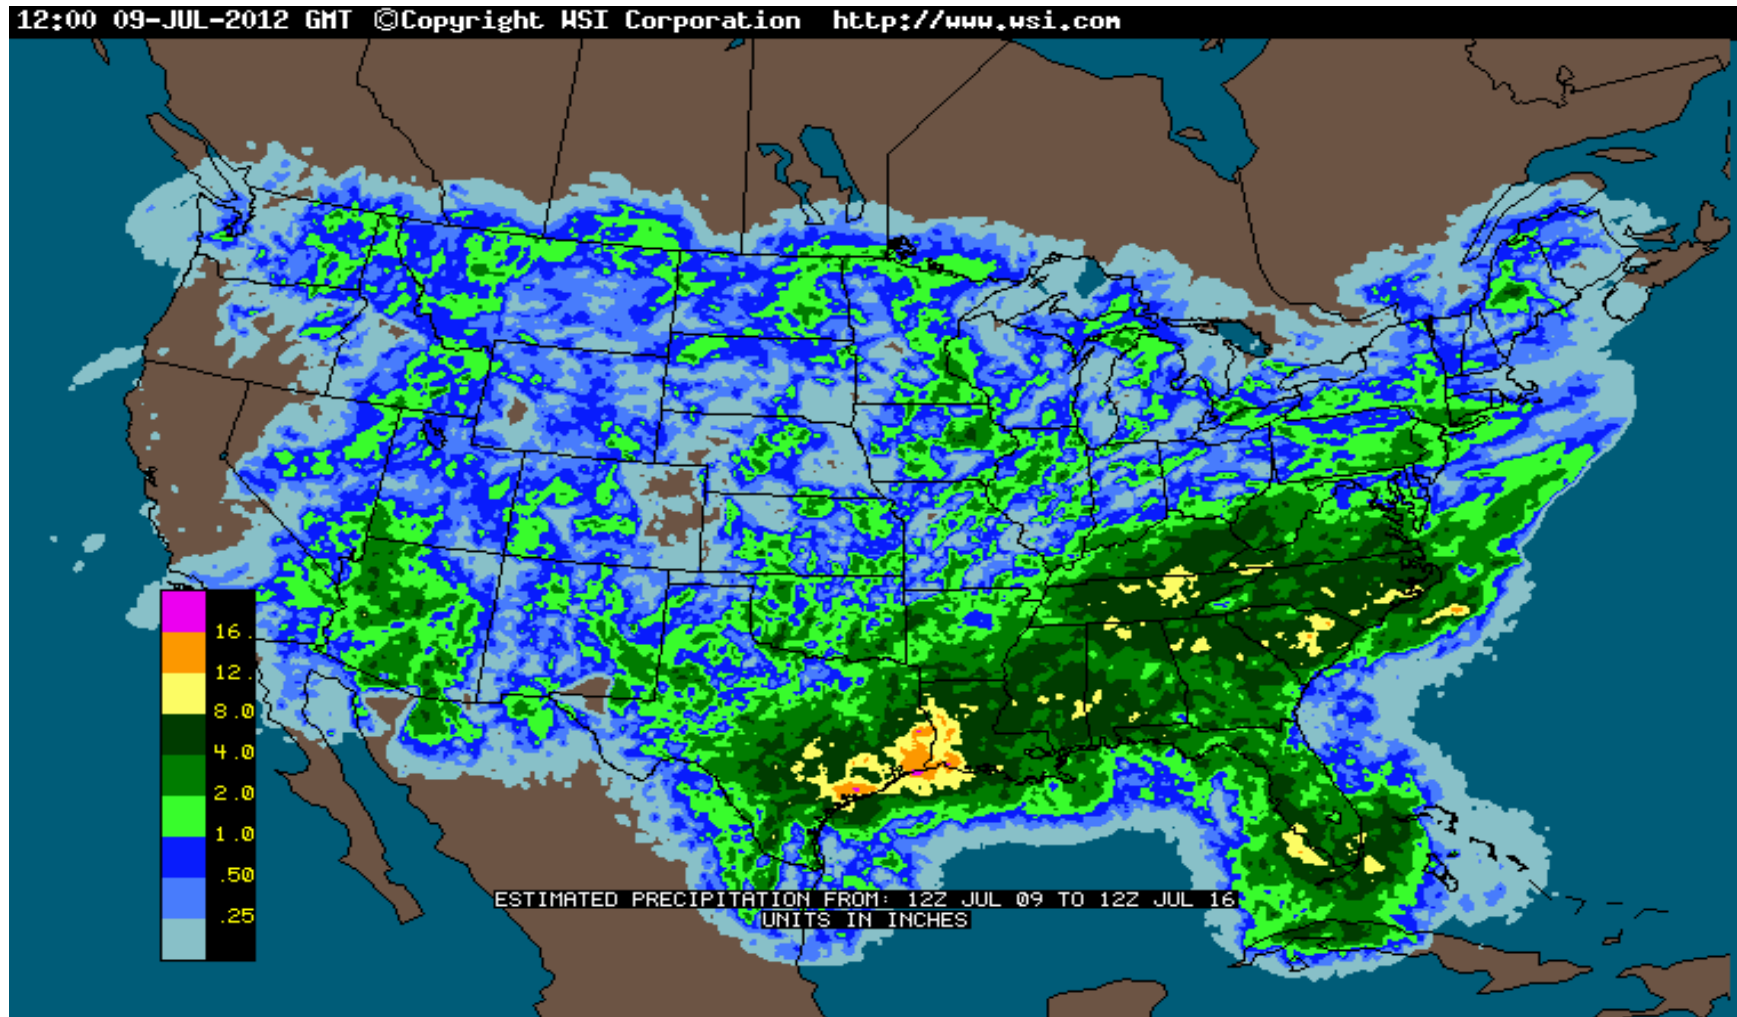 12:00 09-JUL-2012 GMT ©Copyright WSI Corporation  http://www.wsi.com
16.
12.
8.0
4.0
2.0
1.0
.50
.25
ESTIMATED PRECIPITATION FROM: 12Z JUL 09 TO 12Z JUL 16
UNITS IN INCHES